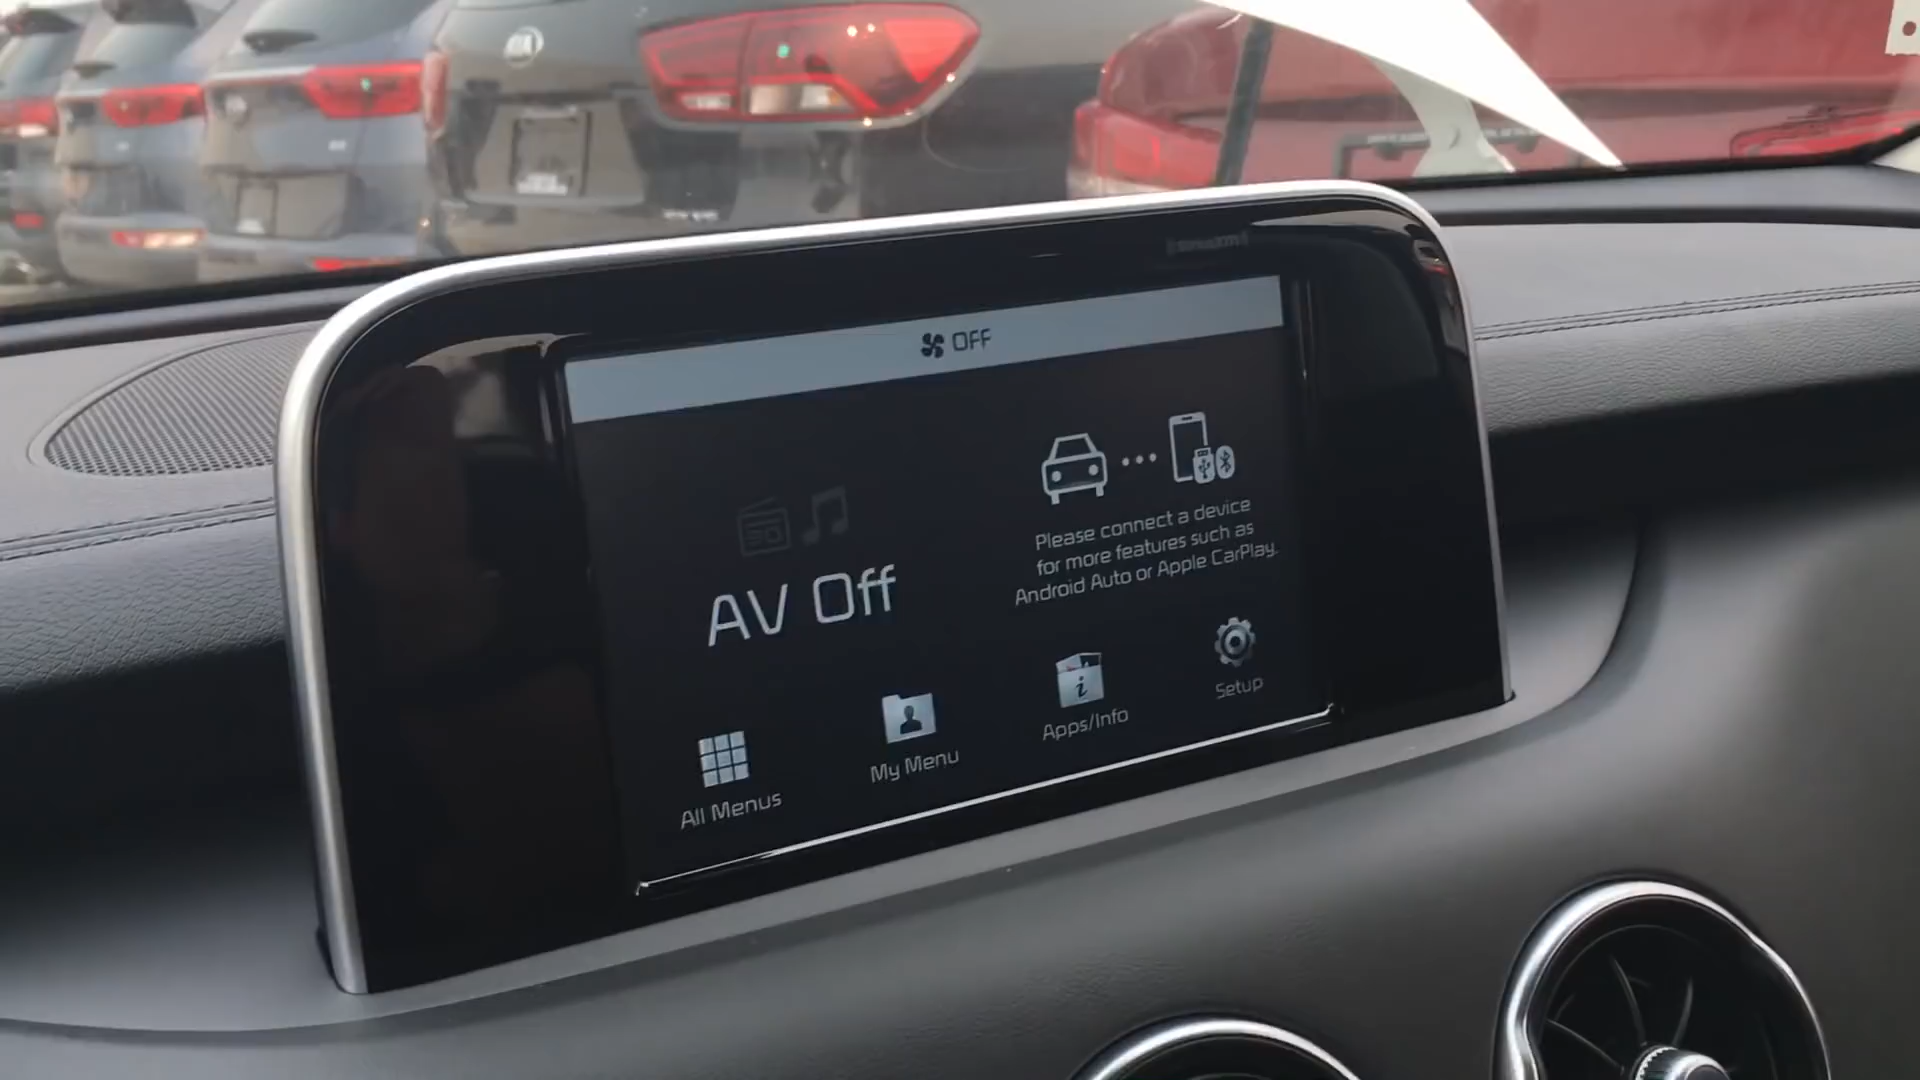 KIA
OFF
AV Off
Please connect a device
for more features such as
Android Auto or Apple CarPlay.
All Menus
My Menu
Apps/Info
Setup